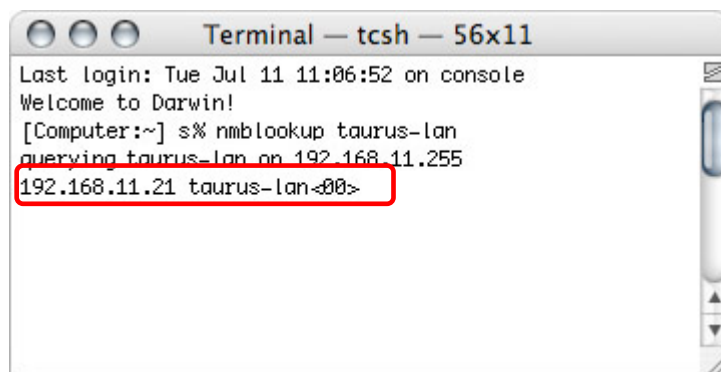 Terminal — tcsh — 56x11
Last login: Tue Jul 11 11:06:52 on console
Welcome to Darwin!
[Computer:~] s% nmblookup taurus-lan
querying taurus-lan on 192.168.11.255
192.168.11.21 taurus-lan<00>